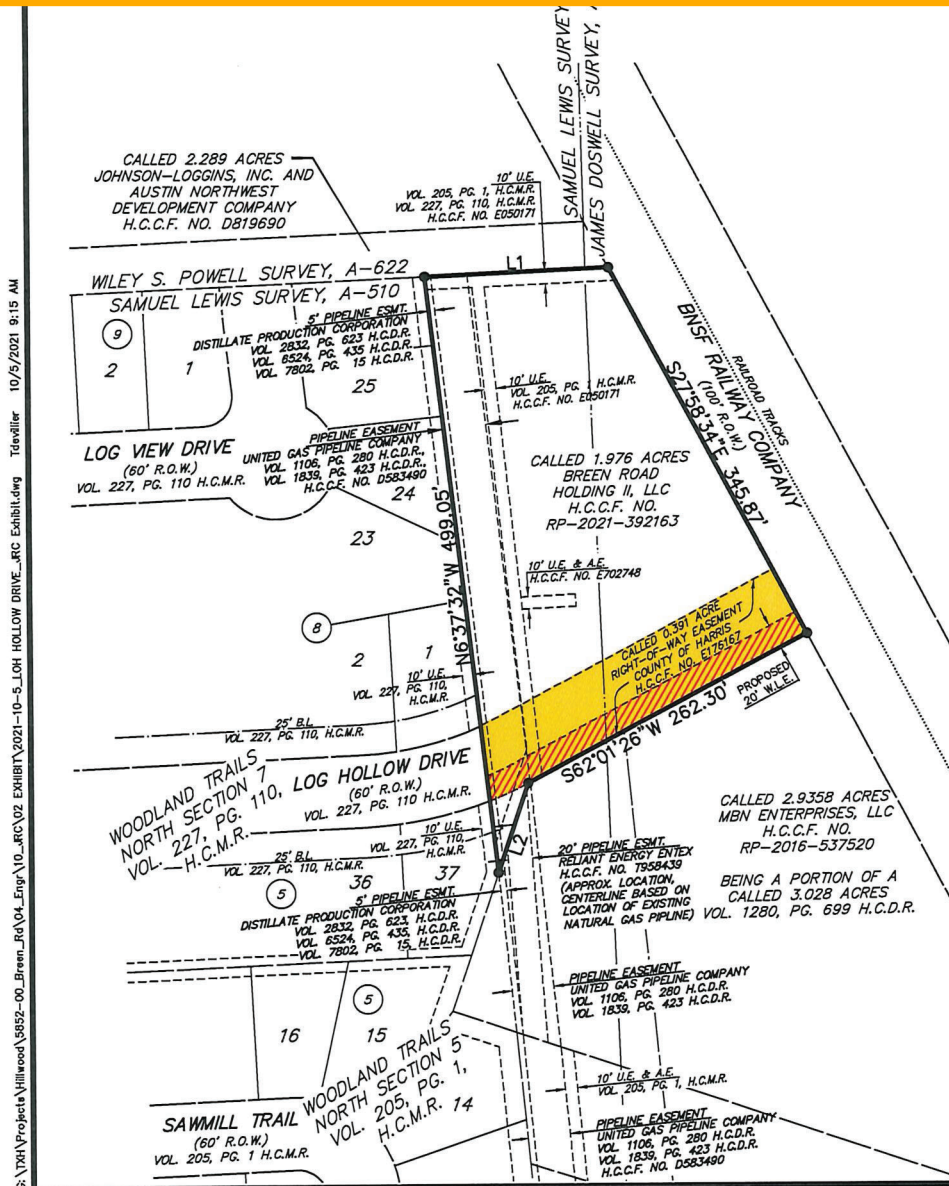 G:\TXH\Projects\Hillwood\5852-00_Breen_Rd\04_Engr\10_JRC\02 EXHIBIT\2021-10-5_LOH HOLLOW DRIVE_JRC Exhibit.dwg Tdevillier 10/5/2021 9:15 AM
SAMUEL LEWIS SURVEY
JAMES DOSWELL SURVEY,
CALLED 2.289 ACRES
JOHNSON-LOGGINS, INC. AND
AUSTIN NORTHWEST
DEVELOPMENT COMPANY
H.C.C.F. NO. D819690
10' U.E.
VOL. 205, PG. 1, H.C.M.R.
VOL. 227, PG. 110, H.C.M.R.
H.C.C.F. NO. E050171
WILEY S. POWELL SURVEY, A-622
SAMUEL LEWIS SURVEY, A-510
L1
BNSF RAILWAY COMPANY
(100' R.O.W.)
RAILROAD TRACKS
S27°58'34"E 345.87'
9
2
1
5' PIPELINE ESMT.
DISTILLATE PRODUCTION CORPORATION
VOL. 2832, PG. 623 H.C.D.R.
VOL. 6524, PG. 435 H.C.D.R.
VOL. 7802, PG. 15 H.C.D.R.
25
10' U.E.
VOL. 205, PG. 1 H.C.M.R.
H.C.C.F. NO. E050171
LOG VIEW DRIVE
(60' R.O.W.)
VOL. 227, PG. 110 H.C.M.R.
PIPELINE EASEMENT
UNITED GAS PIPELINE COMPANY
VOL. 1106, PG. 280 H.C.D.R.,
VOL. 1839, PG. 423 H.C.D.R.,
H.C.C.F. NO. D583490
24
23
CALLED 1.976 ACRES
BREEN ROAD
HOLDING II, LLC
H.C.C.F. NO.
RP-2021-392163
N6°37'32"W 499.05'
10' U.E. & A.E.
H.C.C.F. NO. E702748
8
2
1
10' U.E.
VOL. 227, PG. 110,
H.C.M.R.
CALLED 0.391 ACRE
RIGHT-OF-WAY EASEMENT
COUNTY OF HARRIS
H.C.C.F. NO. E176167
PROPOSED
20' W.L.E.
S62°01'26"W 262.30'
25' B.L.
VOL. 227, PG. 110, H.C.M.R.
LOG HOLLOW DRIVE
(60' R.O.W.)
VOL. 227, PG. 110 H.C.M.R.
WOODLAND TRAILS
NORTH SECTION 7
VOL. 227, PG. 110,
H.C.M.R.
10' U.E.
VOL. 227, PG. 110,
H.C.M.R.
25' B.L.
VOL. 227, PG. 110, H.C.M.R.
L2
5
36
37
5' PIPELINE ESMT.
DISTILLATE PRODUCTION CORPORATION
VOL. 2832, PG. 623, H.C.D.R.
VOL. 6524, PG. 435, H.C.D.R.
VOL. 7802, PG. 15, H.C.D.R.
20' PIPELINE ESMT.
RELIANT ENERGY ENTEX
H.C.C.F. NO. T958439
(APPROX. LOCATION,
CENTERLINE BASED ON
LOCATION OF EXISTING
NATURAL GAS PIPLINE)
CALLED 2.9358 ACRES
MBN ENTERPRISES, LLC
H.C.C.F. NO.
RP-2016-537520
BEING A PORTION OF A
CALLED 3.028 ACRES
VOL. 1280, PG. 699 H.C.D.R.
PIPELINE EASEMENT
UNITED GAS PIPELINE COMPANY
VOL. 1106, PG. 280 H.C.D.R.
VOL. 1839, PG. 423 H.C.D.R.
5
16
15
14
WOODLAND TRAILS
NORTH SECTION 5
VOL. 205, PG. 1,
H.C.M.R.
SAWMILL TRAIL
(60' R.O.W.)
VOL. 205, PG. 1 H.C.M.R.
10' U.E. & A.E.
VOL. 205, PG. 1, H.C.M.R.
PIPELINE EASEMENT
UNITED GAS PIPELINE COMPANY
VOL. 1106, PG. 280 H.C.D.R.
VOL. 1839, PG. 423 H.C.D.R.
H.C.C.F. NO. D583490